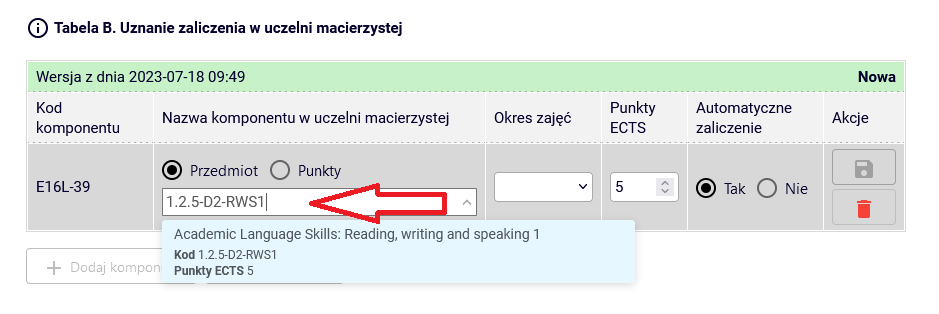 Tabela B. Uznanie zaliczenia w uczelni macierzystej
Wersja z dnia 2023-07-18 09:49 Nowa
Kod komponentu
Nazwa komponentu w uczelni macierzystej
Okres zajęć
Punkty ECTS
Automatyczne zaliczenie
Akcje
E16L-39
Przedmiot Punkty
1.2.5-D2-RWS1
5
Tak Nie
Academic Language Skills: Reading, writing and speaking 1
Kod 1.2.5-D2-RWS1
Punkty ECTS 5
Dodaj